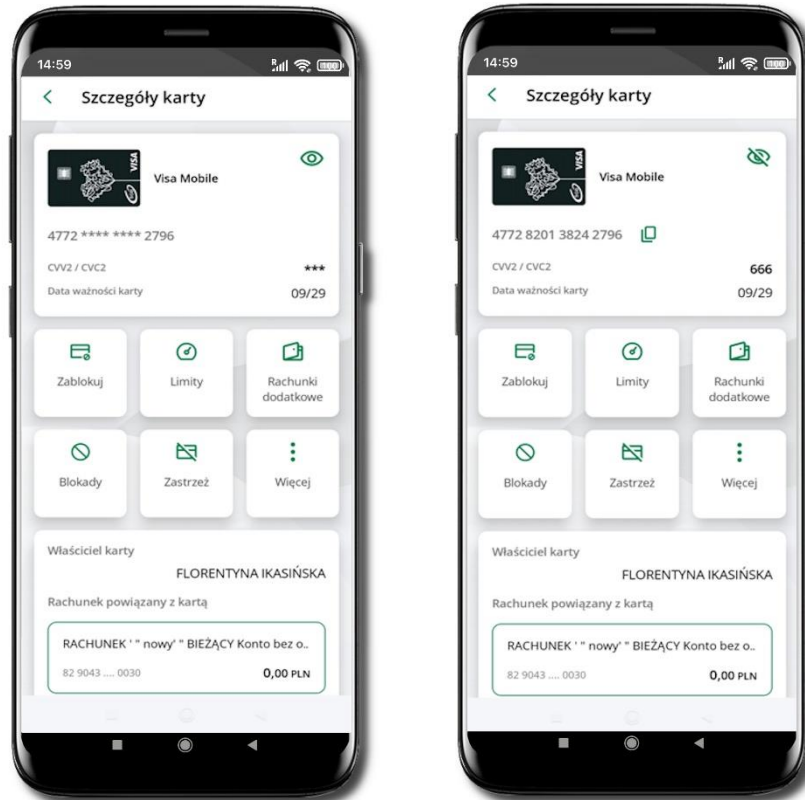 14:59
Szczegóły karty
VISA
Visa Mobile
4772 **** **** 2796
CVV2 / CVC2 ***
Data ważności karty 09/29
Zablokuj Limity Rachunki dodatkowe
Blokady Zastrzeż Więcej
Właściciel karty
FLORENTYNA IKASIŃSKA
Rachunek powiązany z kartą
RACHUNEK ' " nowy' " BIEŻĄCY Konto bez o..
82 9043 .... 0030 0,00 PLN
14:59
Szczegóły karty
VISA
Visa Mobile
4772 8201 3824 2796
CVV2 / CVC2 666
Data ważności karty 09/29
Zablokuj Limity Rachunki dodatkowe
Blokady Zastrzeż Więcej
Właściciel karty
FLORENTYNA IKASIŃSKA
Rachunek powiązany z kartą
RACHUNEK ' " nowy' " BIEŻĄCY Konto bez o..
82 9043 .... 0030 0,00 PLN